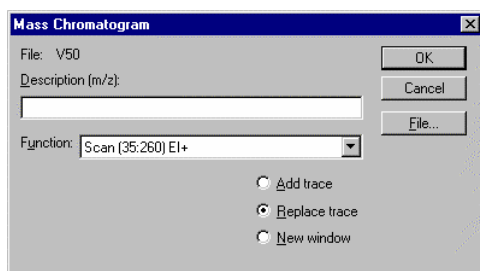 Mass Chromatogram
File: V50
OK
Description (m/z):
Cancel
File...
Function: Scan (35:260) EI+
Add trace
Replace trace
New window